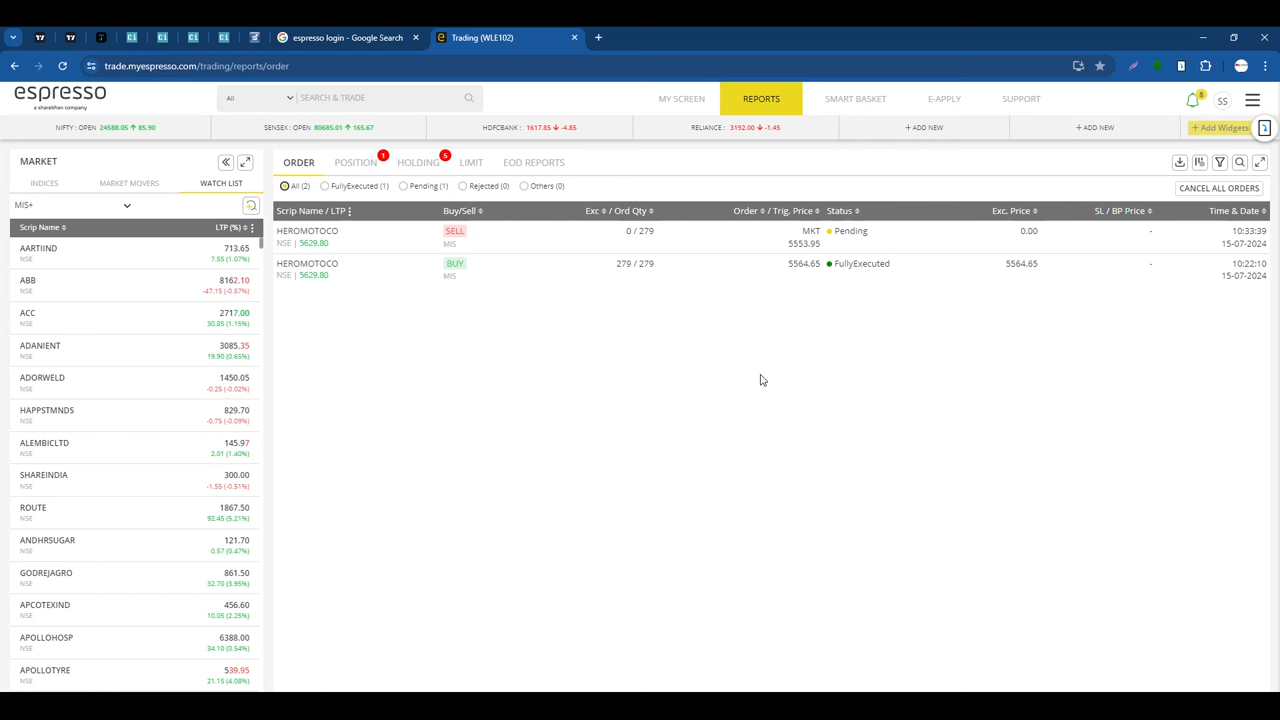 espresso login - Google Search
Trading (WLE102)
trade.myespresso.com/trading/reports/order
espresso
a sharekhan company
All
SEARCH & TRADE
MY SCREEN
REPORTS
SMART BASKET
E-APPLY
SUPPORT
8
SS
NIFTY : OPEN 24588.05 ↑ 85.90
SENSEX : OPEN 80685.01 ↑ 165.67
HDFCBANK : 1617.85 ↓ -4.85
RELIANCE : 3192.00 ↓ -1.45
+ ADD NEW
+ ADD NEW
+ Add Widgets
MARKET
INDICES MARKET MOVERS WATCH LIST
MIS+
Scrip Name LTP (%)
AARTIIND 713.65
NSE 7.55 (1.07%)
ABB 8162.10
NSE -47.15 (-0.57%)
ACC 2717.00
NSE 30.85 (1.15%)
ADANIENT 3085.35
NSE 19.90 (0.65%)
ADORWELD 1450.05
NSE -0.25 (-0.02%)
HAPPSTMNDS 829.70
NSE -0.75 (-0.09%)
ALEMBICLTD 145.97
NSE 2.01 (1.40%)
SHAREINDIA 300.00
NSE -1.55 (-0.51%)
ROUTE 1867.50
NSE 92.45 (5.21%)
ANDHRSUGAR 121.70
NSE 0.57 (0.47%)
GODREJAGRO 861.50
NSE 32.70 (3.95%)
APCOTEXIND 456.60
NSE 10.05 (2.25%)
APOLLOHOSP 6388.00
NSE 34.10 (0.54%)
APOLLOTYRE 539.95
NSE 21.15 (4.08%)
ORDER POSITION 1 HOLDING 5 LIMIT EOD REPORTS
All (2) FullyExecuted (1) Pending (1) Rejected (0) Others (0)
CANCEL ALL ORDERS
Scrip Name / LTP Buy/Sell Exc / Ord Qty Order / Trig. Price Status Exc. Price SL / BP Price Time & Date
HEROMOTOCO SELL 0 / 279 MKT Pending 0.00 - 10:33:39
NSE | 5629.80 MIS 5553.95 15-07-2024
HEROMOTOCO BUY 279 / 279 5564.65 FullyExecuted 5564.65 - 10:22:10
NSE | 5629.80 MIS 15-07-2024